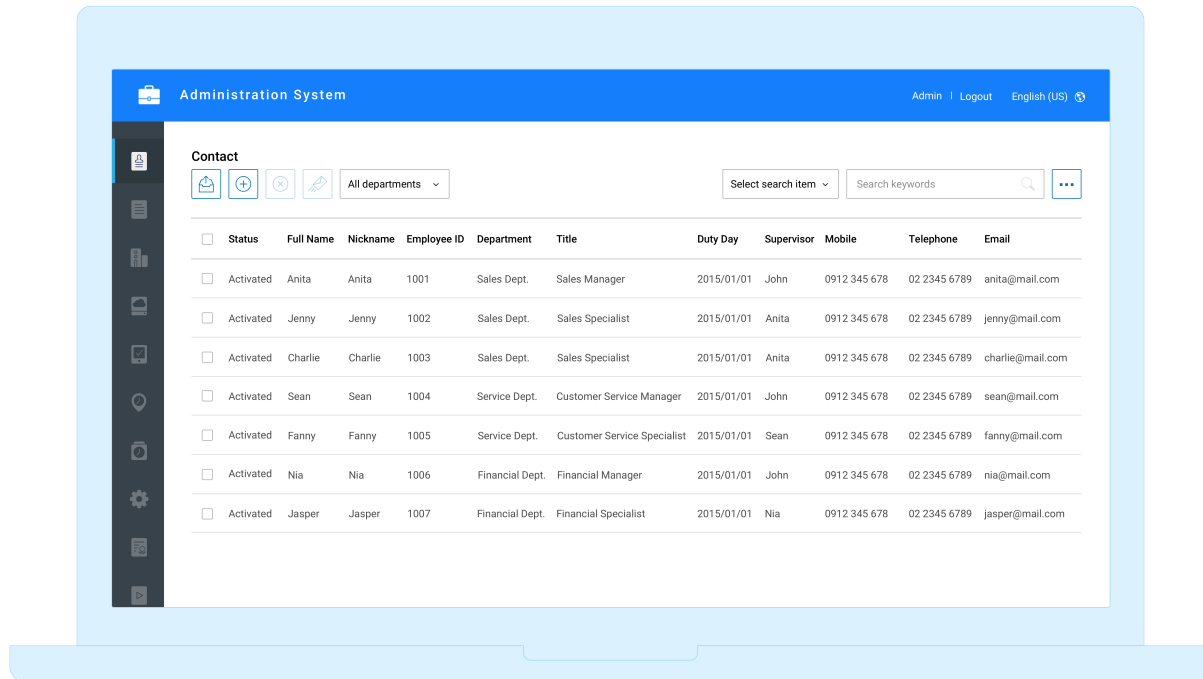 Administration System
Admin | Logout English (US)
Contact
All departments
Select search item
Search keywords
Status Full Name Nickname Employee ID Department Title Duty Day Supervisor Mobile Telephone Email
Activated Anita Anita 1001 Sales Dept. Sales Manager 2015/01/01 John 0912 345 678 02 2345 6789 anita@mail.com
Activated Jenny Jenny 1002 Sales Dept. Sales Specialist 2015/01/01 Anita 0912 345 678 02 2345 6789 jenny@mail.com
Activated Charlie Charlie 1003 Sales Dept. Sales Specialist 2015/01/01 Anita 0912 345 678 02 2345 6789 charlie@mail.com
Activated Sean Sean 1004 Service Dept. Customer Service Manager 2015/01/01 John 0912 345 678 02 2345 6789 sean@mail.com
Activated Fanny Fanny 1005 Service Dept. Customer Service Specialist 2015/01/01 Sean 0912 345 678 02 2345 6789 fanny@mail.com
Activated Nia Nia 1006 Financial Dept. Financial Manager 2015/01/01 John 0912 345 678 02 2345 6789 nia@mail.com
Activated Jasper Jasper 1007 Financial Dept. Financial Specialist 2015/01/01 Nia 0912 345 678 02 2345 6789 jasper@mail.com